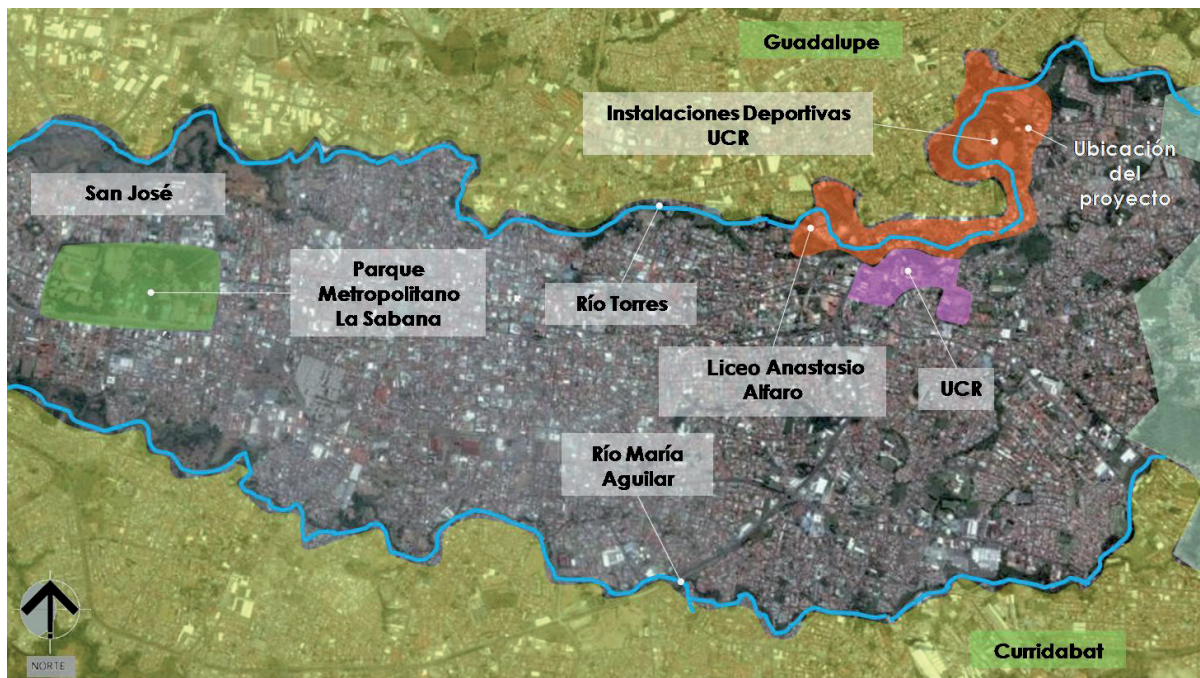 Guadalupe
Instalaciones Deportivas
UCR
Ubicación
del
proyecto
San José
Parque
Metropolitano
La Sabana
Río Torres
Liceo Anastasio
Alfaro
UCR
Río María
Aguilar
Curridabat
NORTE